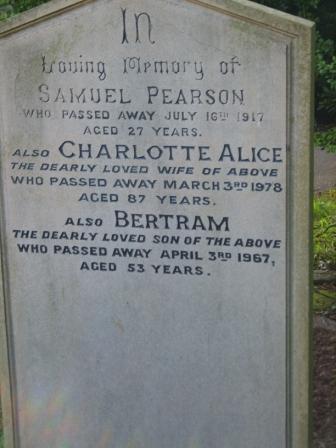 In
Loving Memory of
SAMUEL PEARSON
WHO PASSED AWAY JULY 16TH 1917
AGED 27 YEARS.
ALSO CHARLOTTE ALICE
THE DEARLY LOVED WIFE OF ABOVE
WHO PASSED AWAY MARCH 3RD 1978
AGED 87 YEARS.
ALSO BERTRAM
THE DEARLY LOVED SON OF THE ABOVE
WHO PASSED AWAY APRIL 3RD 1967,
AGED 53 YEARS.